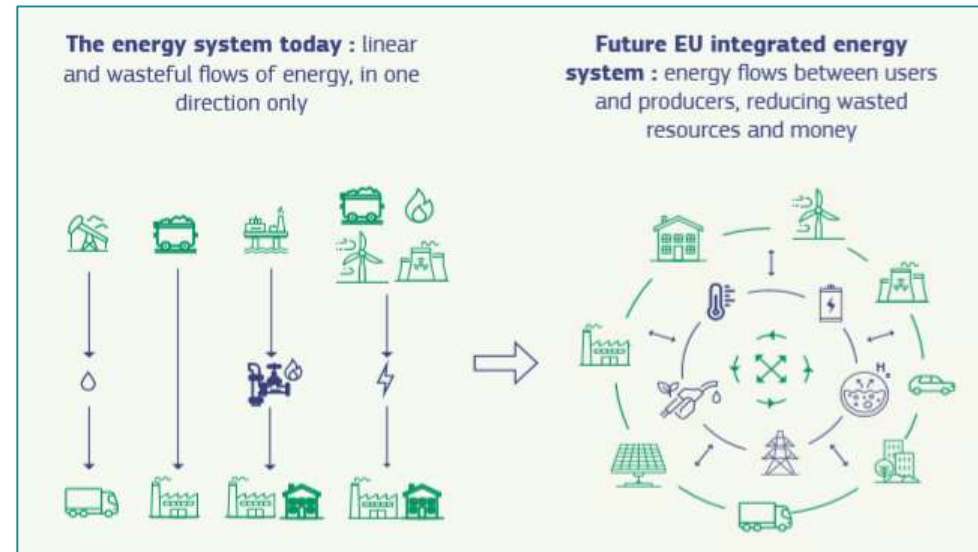 The energy system today : linear
and wasteful flows of energy, in one
direction only
Future EU integrated energy
system : energy flows between users
and producers, reducing wasted
resources and money
H₂